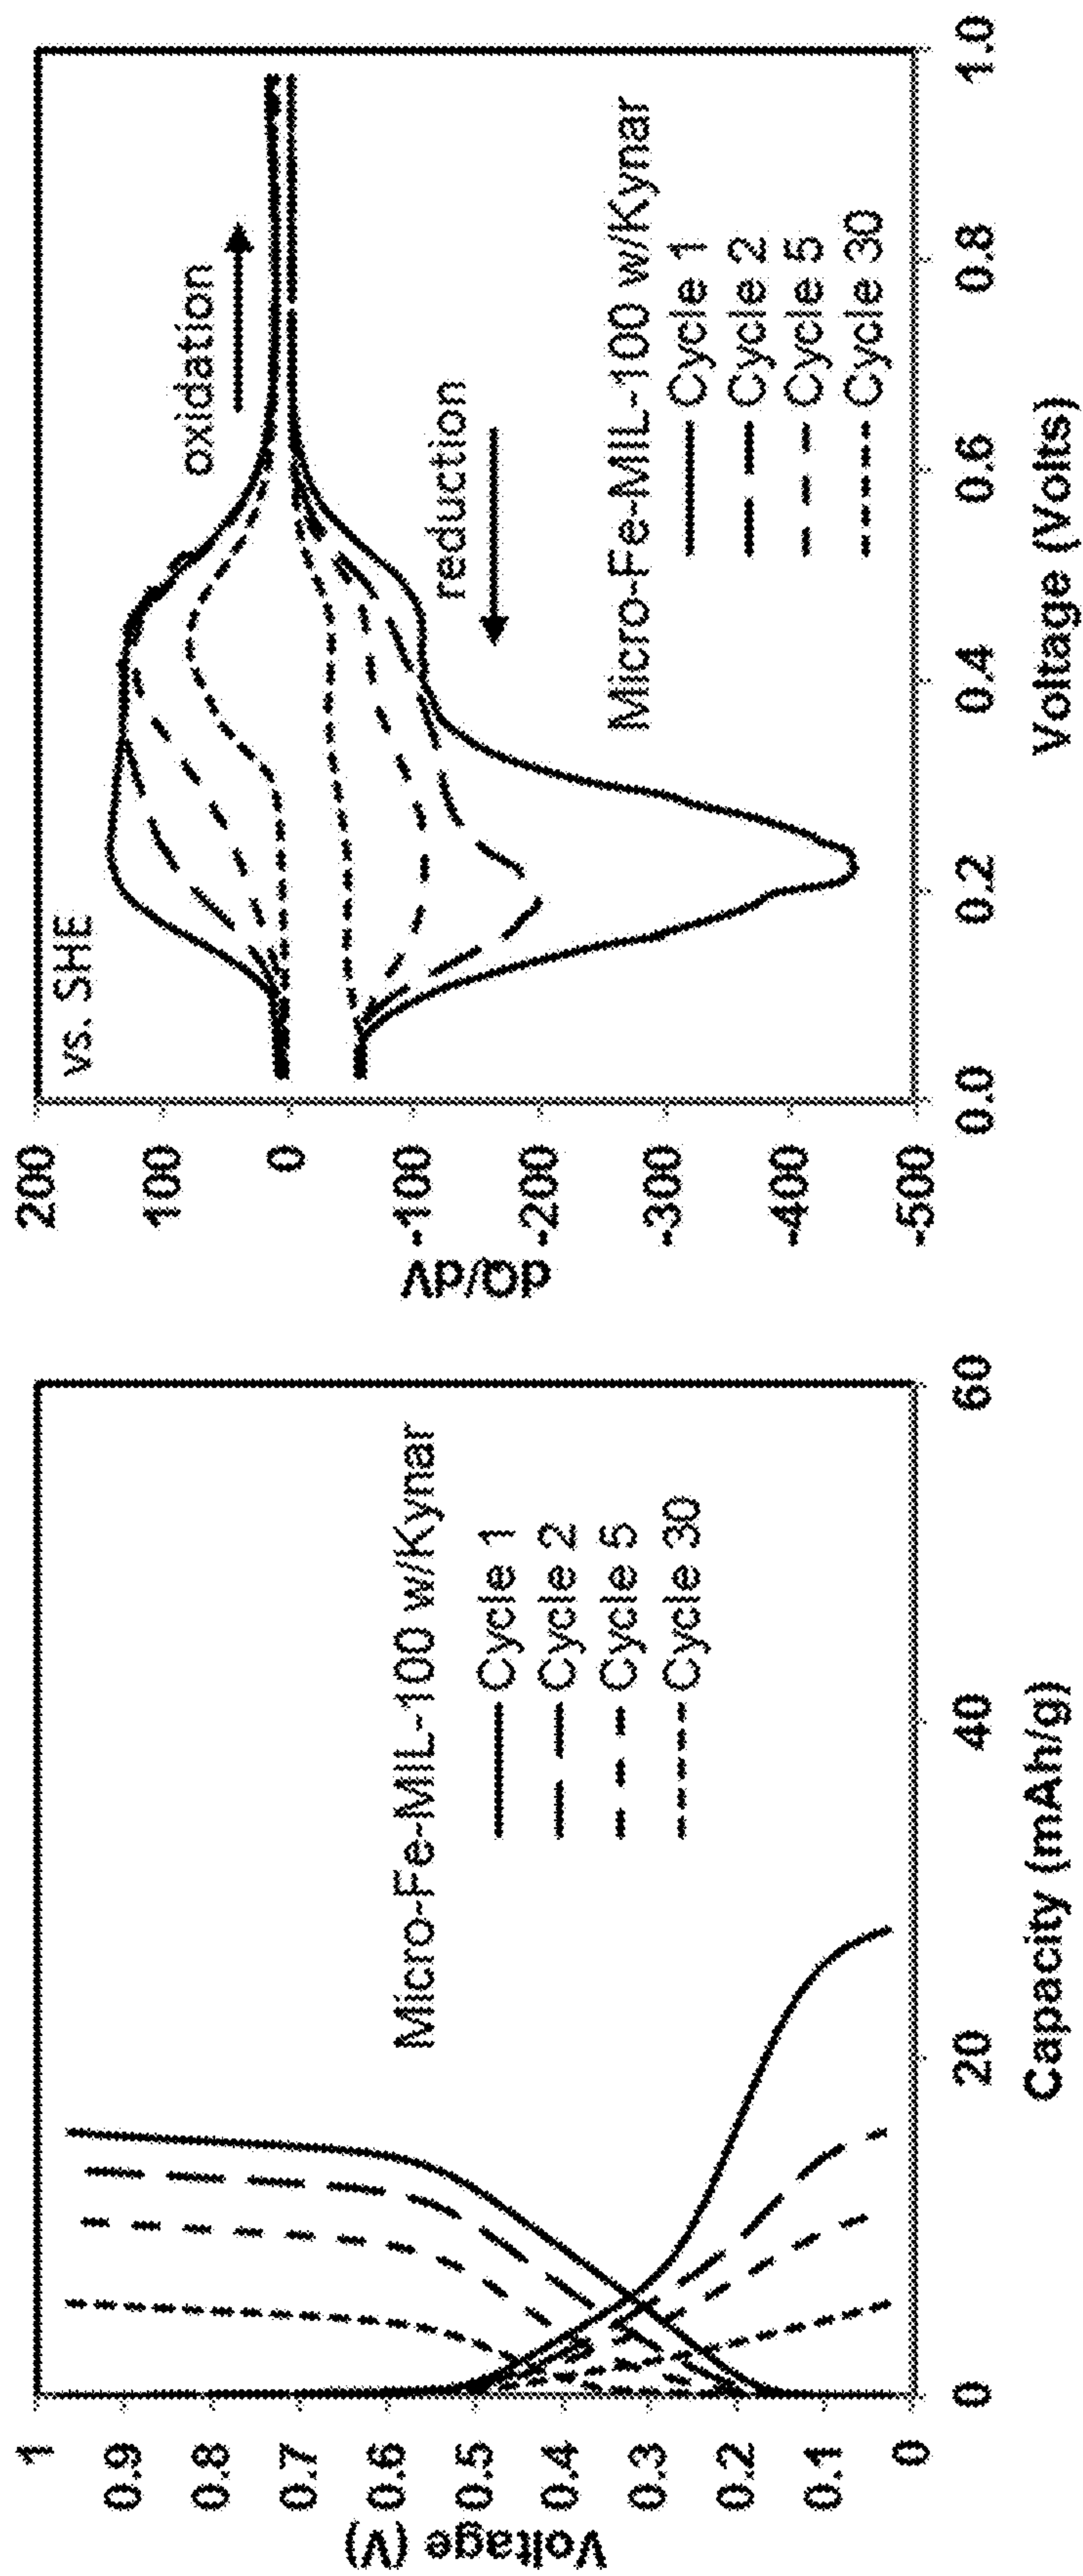 Voltage (V)
1
0.9
0.8
0.7
0.6
0.5
0.4
0.3
0.2
0.1
0
Micro-Fe-MIL-100 w/Kynar
Cycle 1
Cycle 2
Cycle 5
Cycle 30
0 20 40 60
Capacity (mAh/g)
dQ/dV
200
100
0
-100
-200
-300
-400
-500
vs. SHE
oxidation
reduction
Micro-Fe-MIL-100 w/Kynar
Cycle 1
Cycle 2
Cycle 5
Cycle 30
0.0 0.2 0.4 0.6 0.8 1.0
Voltage (Volts)